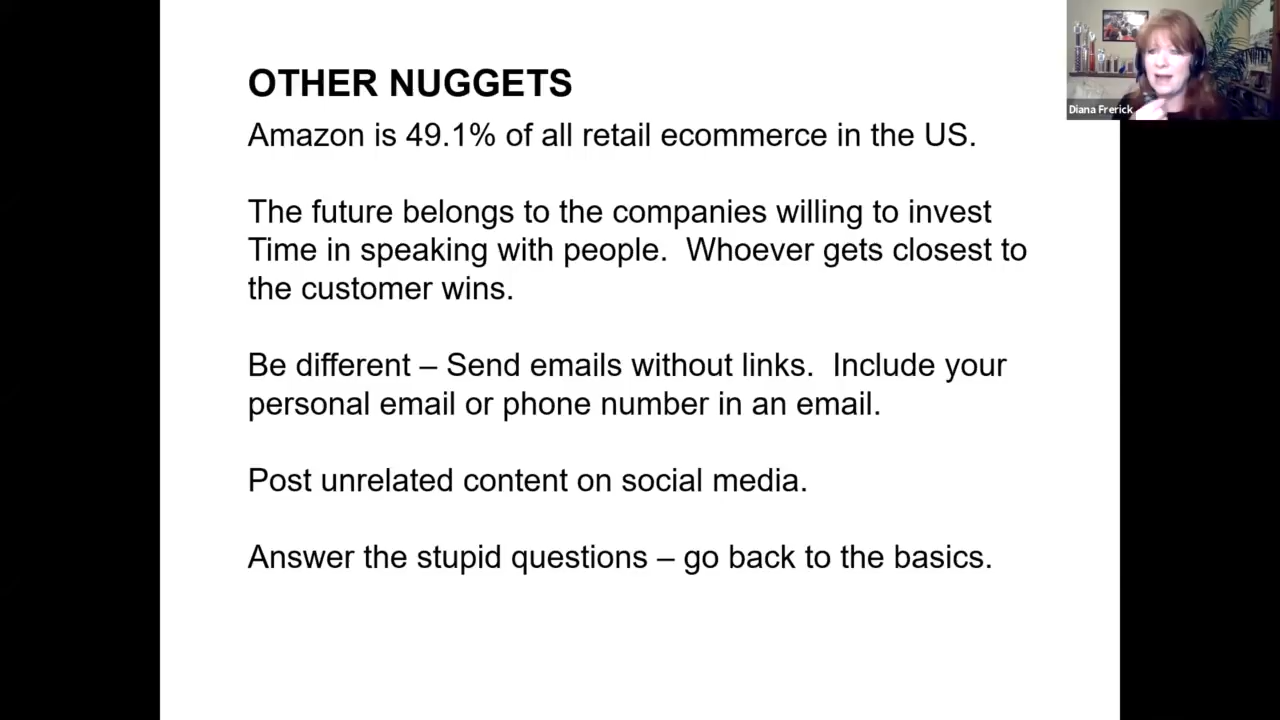 OTHER NUGGETS
Amazon is 49.1% of all retail ecommerce in the US.
The future belongs to the companies willing to invest
Time in speaking with people.  Whoever gets closest to
the customer wins.
Be different – Send emails without links.  Include your
personal email or phone number in an email.
Post unrelated content on social media.
Answer the stupid questions – go back to the basics.
Diana Frerick